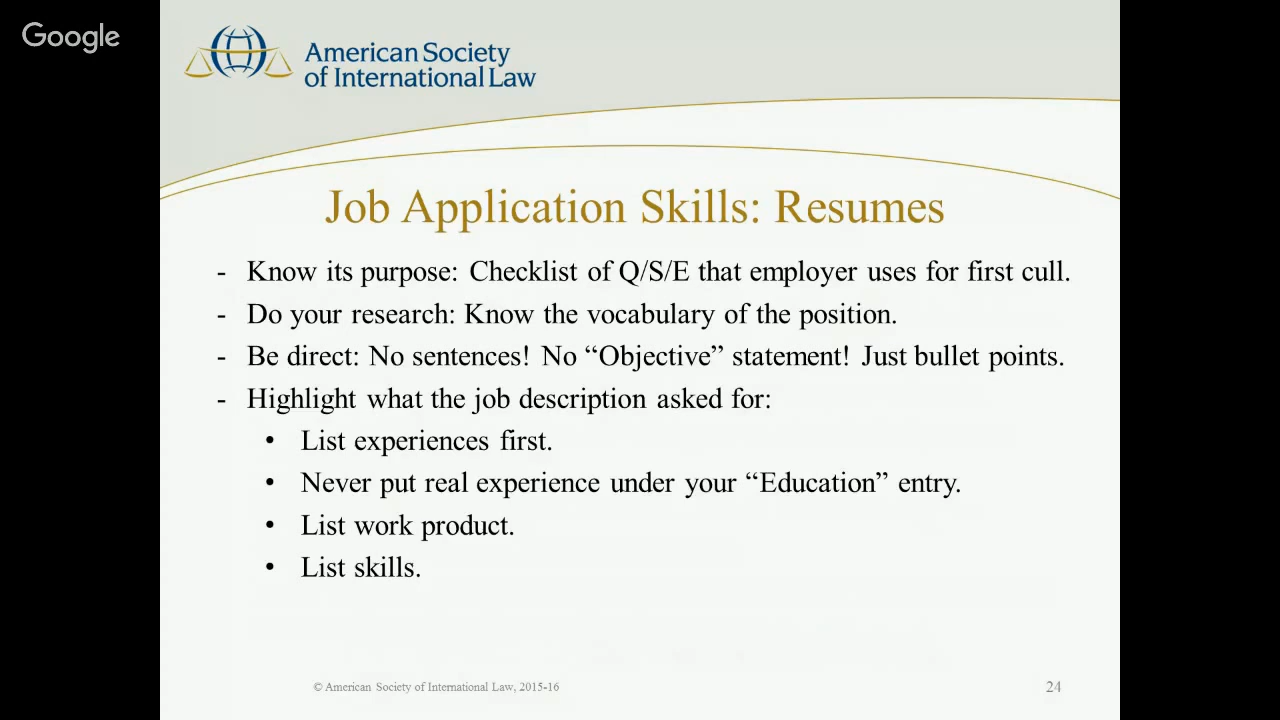 Google
American Society
of International Law
Job Application Skills: Resumes
- Know its purpose: Checklist of Q/S/E that employer uses for first cull.
- Do your research: Know the vocabulary of the position.
- Be direct: No sentences! No “Objective” statement! Just bullet points.
- Highlight what the job description asked for:
• List experiences first.
• Never put real experience under your “Education” entry.
• List work product.
• List skills.
© American Society of International Law, 2015-16
24